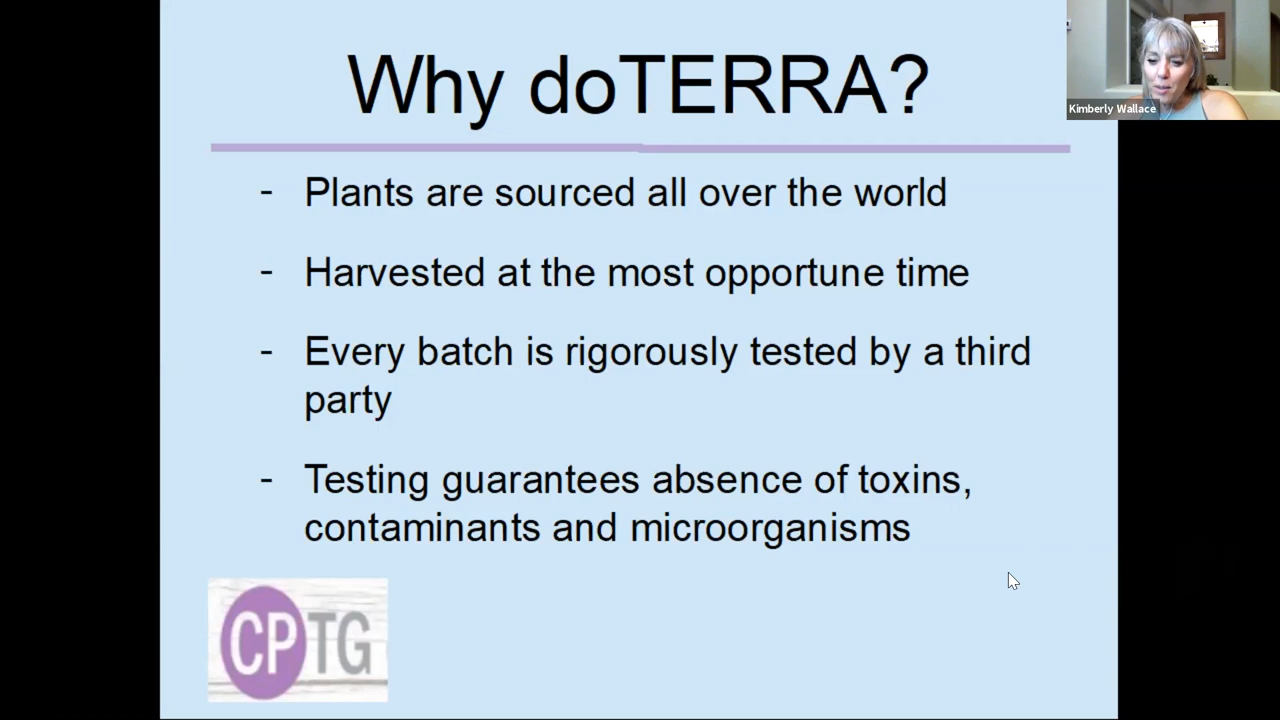 Why doTERRA?
Kimberly Wallace
- Plants are sourced all over the world
- Harvested at the most opportune time
- Every batch is rigorously tested by a third
party
- Testing guarantees absence of toxins,
contaminants and microorganisms
CPTG